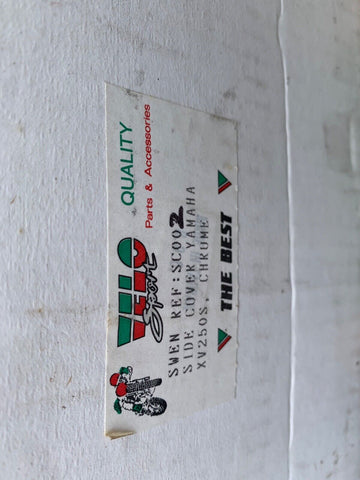 VELO
Sport
QUALITY
Parts & Accessories
SWEN REF:SC002
SIDE COVER YAMAHA
XV250S, CHROME
THE BEST